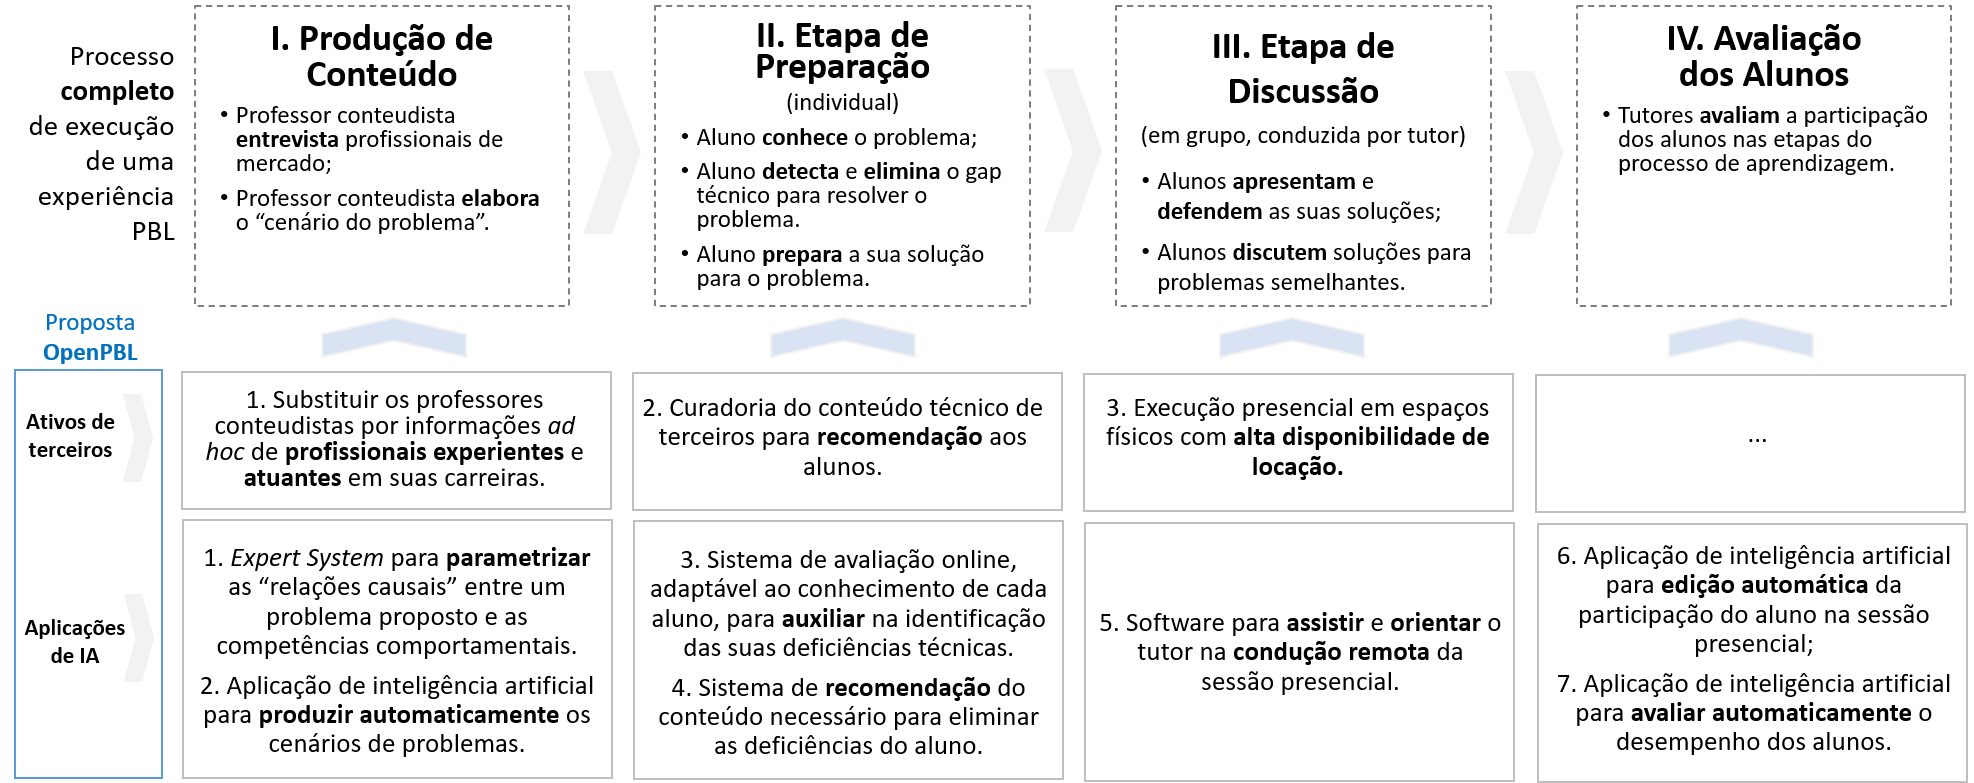 Processo
completo
de execução
de uma
experiência
PBL
I. Produção de
Conteúdo
• Professor conteudista
entrevista profissionais de
mercado;
• Professor conteudista elabora
o “cenário do problema”.
II. Etapa de
Preparação
(individual)
• Aluno conhece o problema;
• Aluno detecta e elimina o gap
técnico para resolver o
problema.
• Aluno prepara a sua solução
para o problema.
III. Etapa de
Discussão
(em grupo, conduzida por tutor)
• Alunos apresentam e
defendem as suas soluções;
• Alunos discutem soluções para
problemas semelhantes.
IV. Avaliação
dos Alunos
• Tutores avaliam a participação
dos alunos nas etapas do
processo de aprendizagem.
Proposta
OpenPBL
Ativos de
terceiros
1. Substituir os professores
conteudistas por informações ad
hoc de profissionais experientes e
atuantes em suas carreiras.
2. Curadoria do conteúdo técnico de
terceiros para recomendação aos
alunos.
3. Execução presencial em espaços
físicos com alta disponibilidade de
locação.
...
Aplicações
de IA
1. Expert System para parametrizar
as “relações causais” entre um
problema proposto e as
competências comportamentais.
2. Aplicação de inteligência artificial
para produzir automaticamente os
cenários de problemas.
3. Sistema de avaliação online,
adaptável ao conhecimento de cada
aluno, para auxiliar na identificação
das suas deficiências técnicas.
4. Sistema de recomendação do
conteúdo necessário para eliminar
as deficiências do aluno.
5. Software para assistir e orientar o
tutor na condução remota da
sessão presencial.
6. Aplicação de inteligência artificial
para edição automática da
participação do aluno na sessão
presencial;
7. Aplicação de inteligência artificial
para avaliar automaticamente o
desempenho dos alunos.